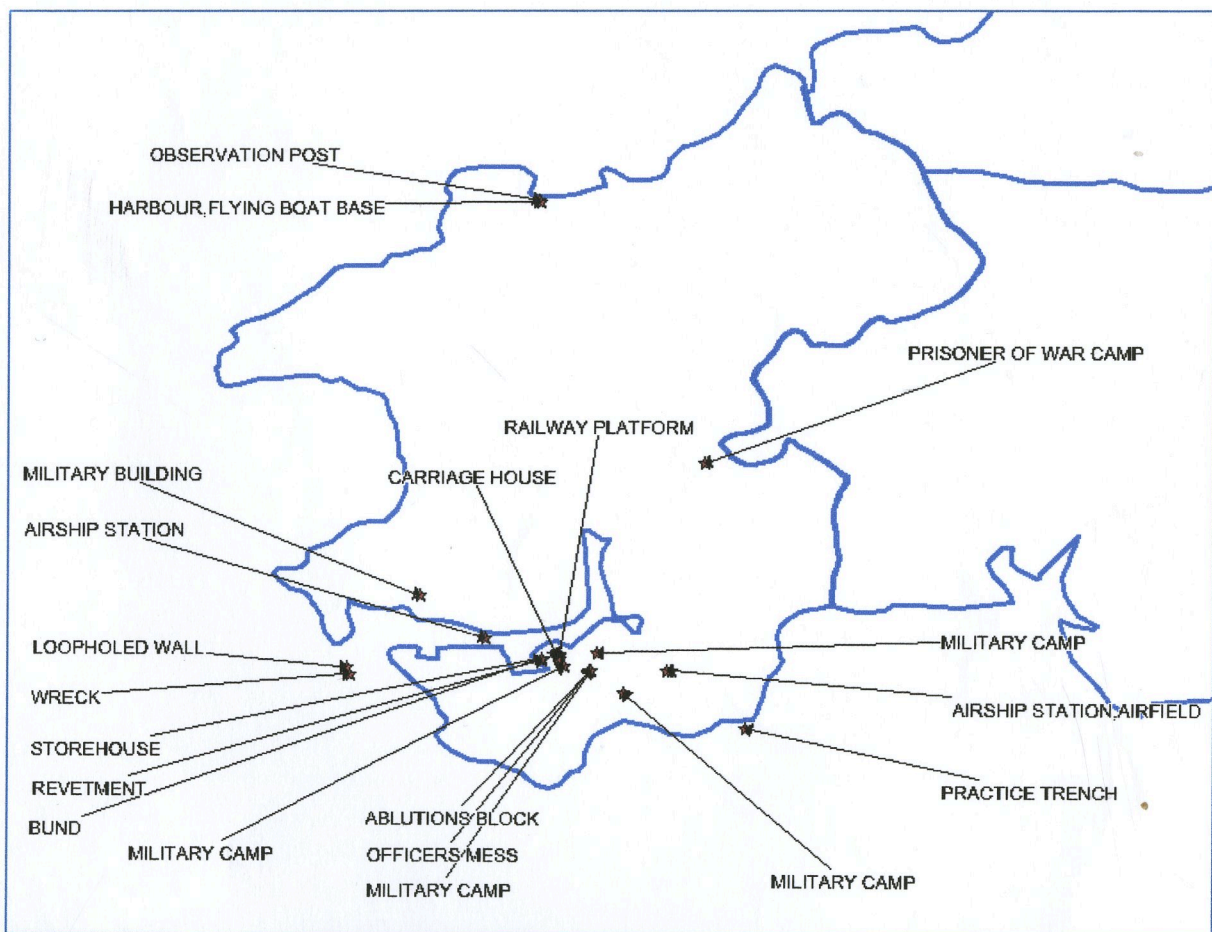 OBSERVATION POST
HARBOUR,FLYING BOAT BASE
PRISONER OF WAR CAMP
RAILWAY PLATFORM
MILITARY BUILDING
CARRIAGE HOUSE
AIRSHIP STATION
LOOPHOLED WALL
MILITARY CAMP
WRECK
AIRSHIP STATION,AIRFIELD
STOREHOUSE
REVETMENT
PRACTICE TRENCH
ABLUTIONS BLOCK
BUND
MILITARY CAMP
OFFICERS MESS
MILITARY CAMP
MILITARY CAMP